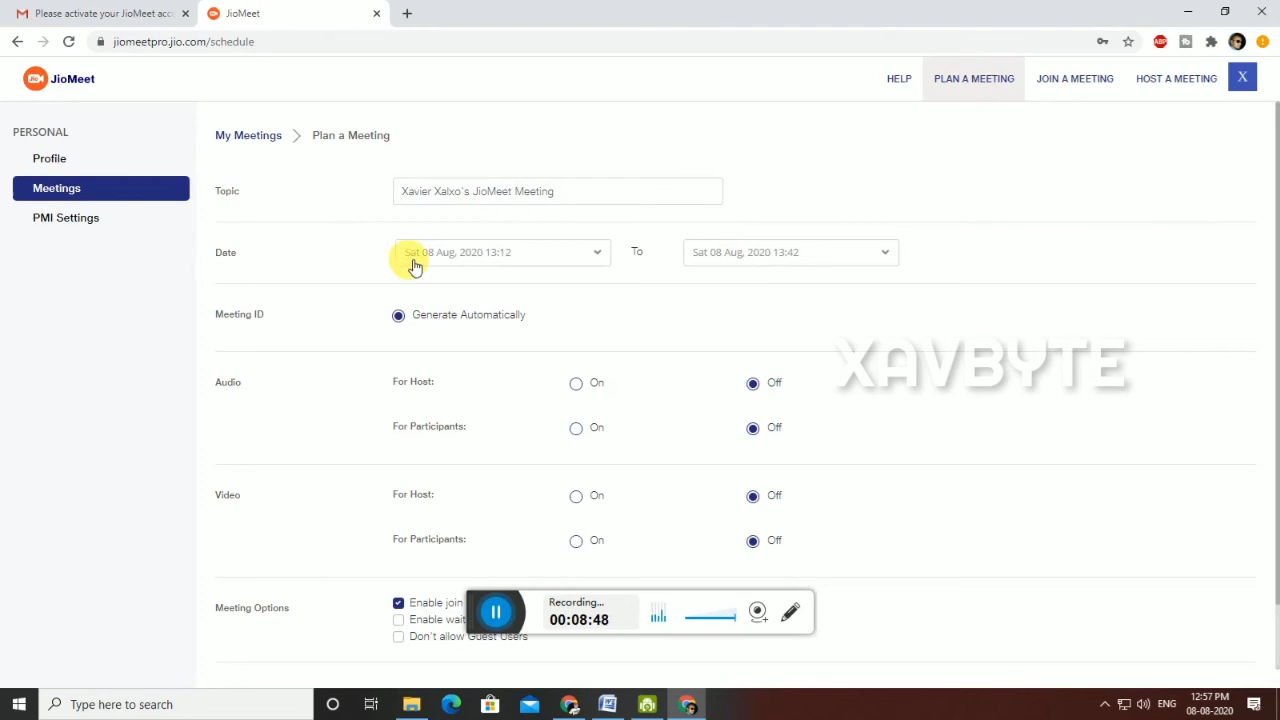 Please activate your JioMeet acc
JioMeet
jiomeetpro.jio.com/schedule
ABP
JioMeet
HELP
PLAN A MEETING
JOIN A MEETING
HOST A MEETING
X
PERSONAL
Profile
Meetings
PMI Settings
My Meetings
Plan a Meeting
Topic
Xavier Xalxo's JioMeet Meeting
Date
Sat 08 Aug, 2020 13:12
To
Sat 08 Aug, 2020 13:42
Meeting ID
Generate Automatically
XAVBYTE
Audio
For Host:
On
Off
For Participants:
On
Off
Video
For Host:
On
Off
For Participants:
On
Off
Meeting Options
Enable join
Enable wait
Don't allow Guest Users
Recording...
00:08:48
Type here to search
ENG
12:57 PM
08-08-2020